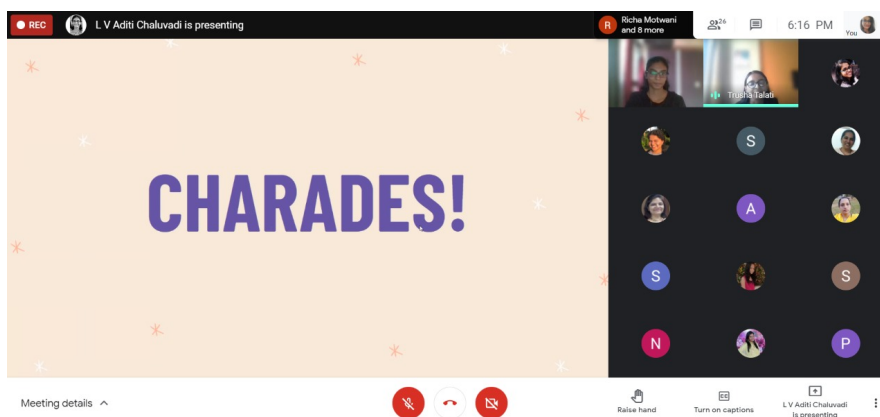 REC
L V Aditi Chaluvadi is presenting
R
Richa Motwani
and 8 more
26
6:16 PM
You
CHARADES!
Trusha Talati
S
A
S
S
N
P
Meeting details
Raise hand
CC
Turn on captions
L V Aditi Chaluvadi
is presenting